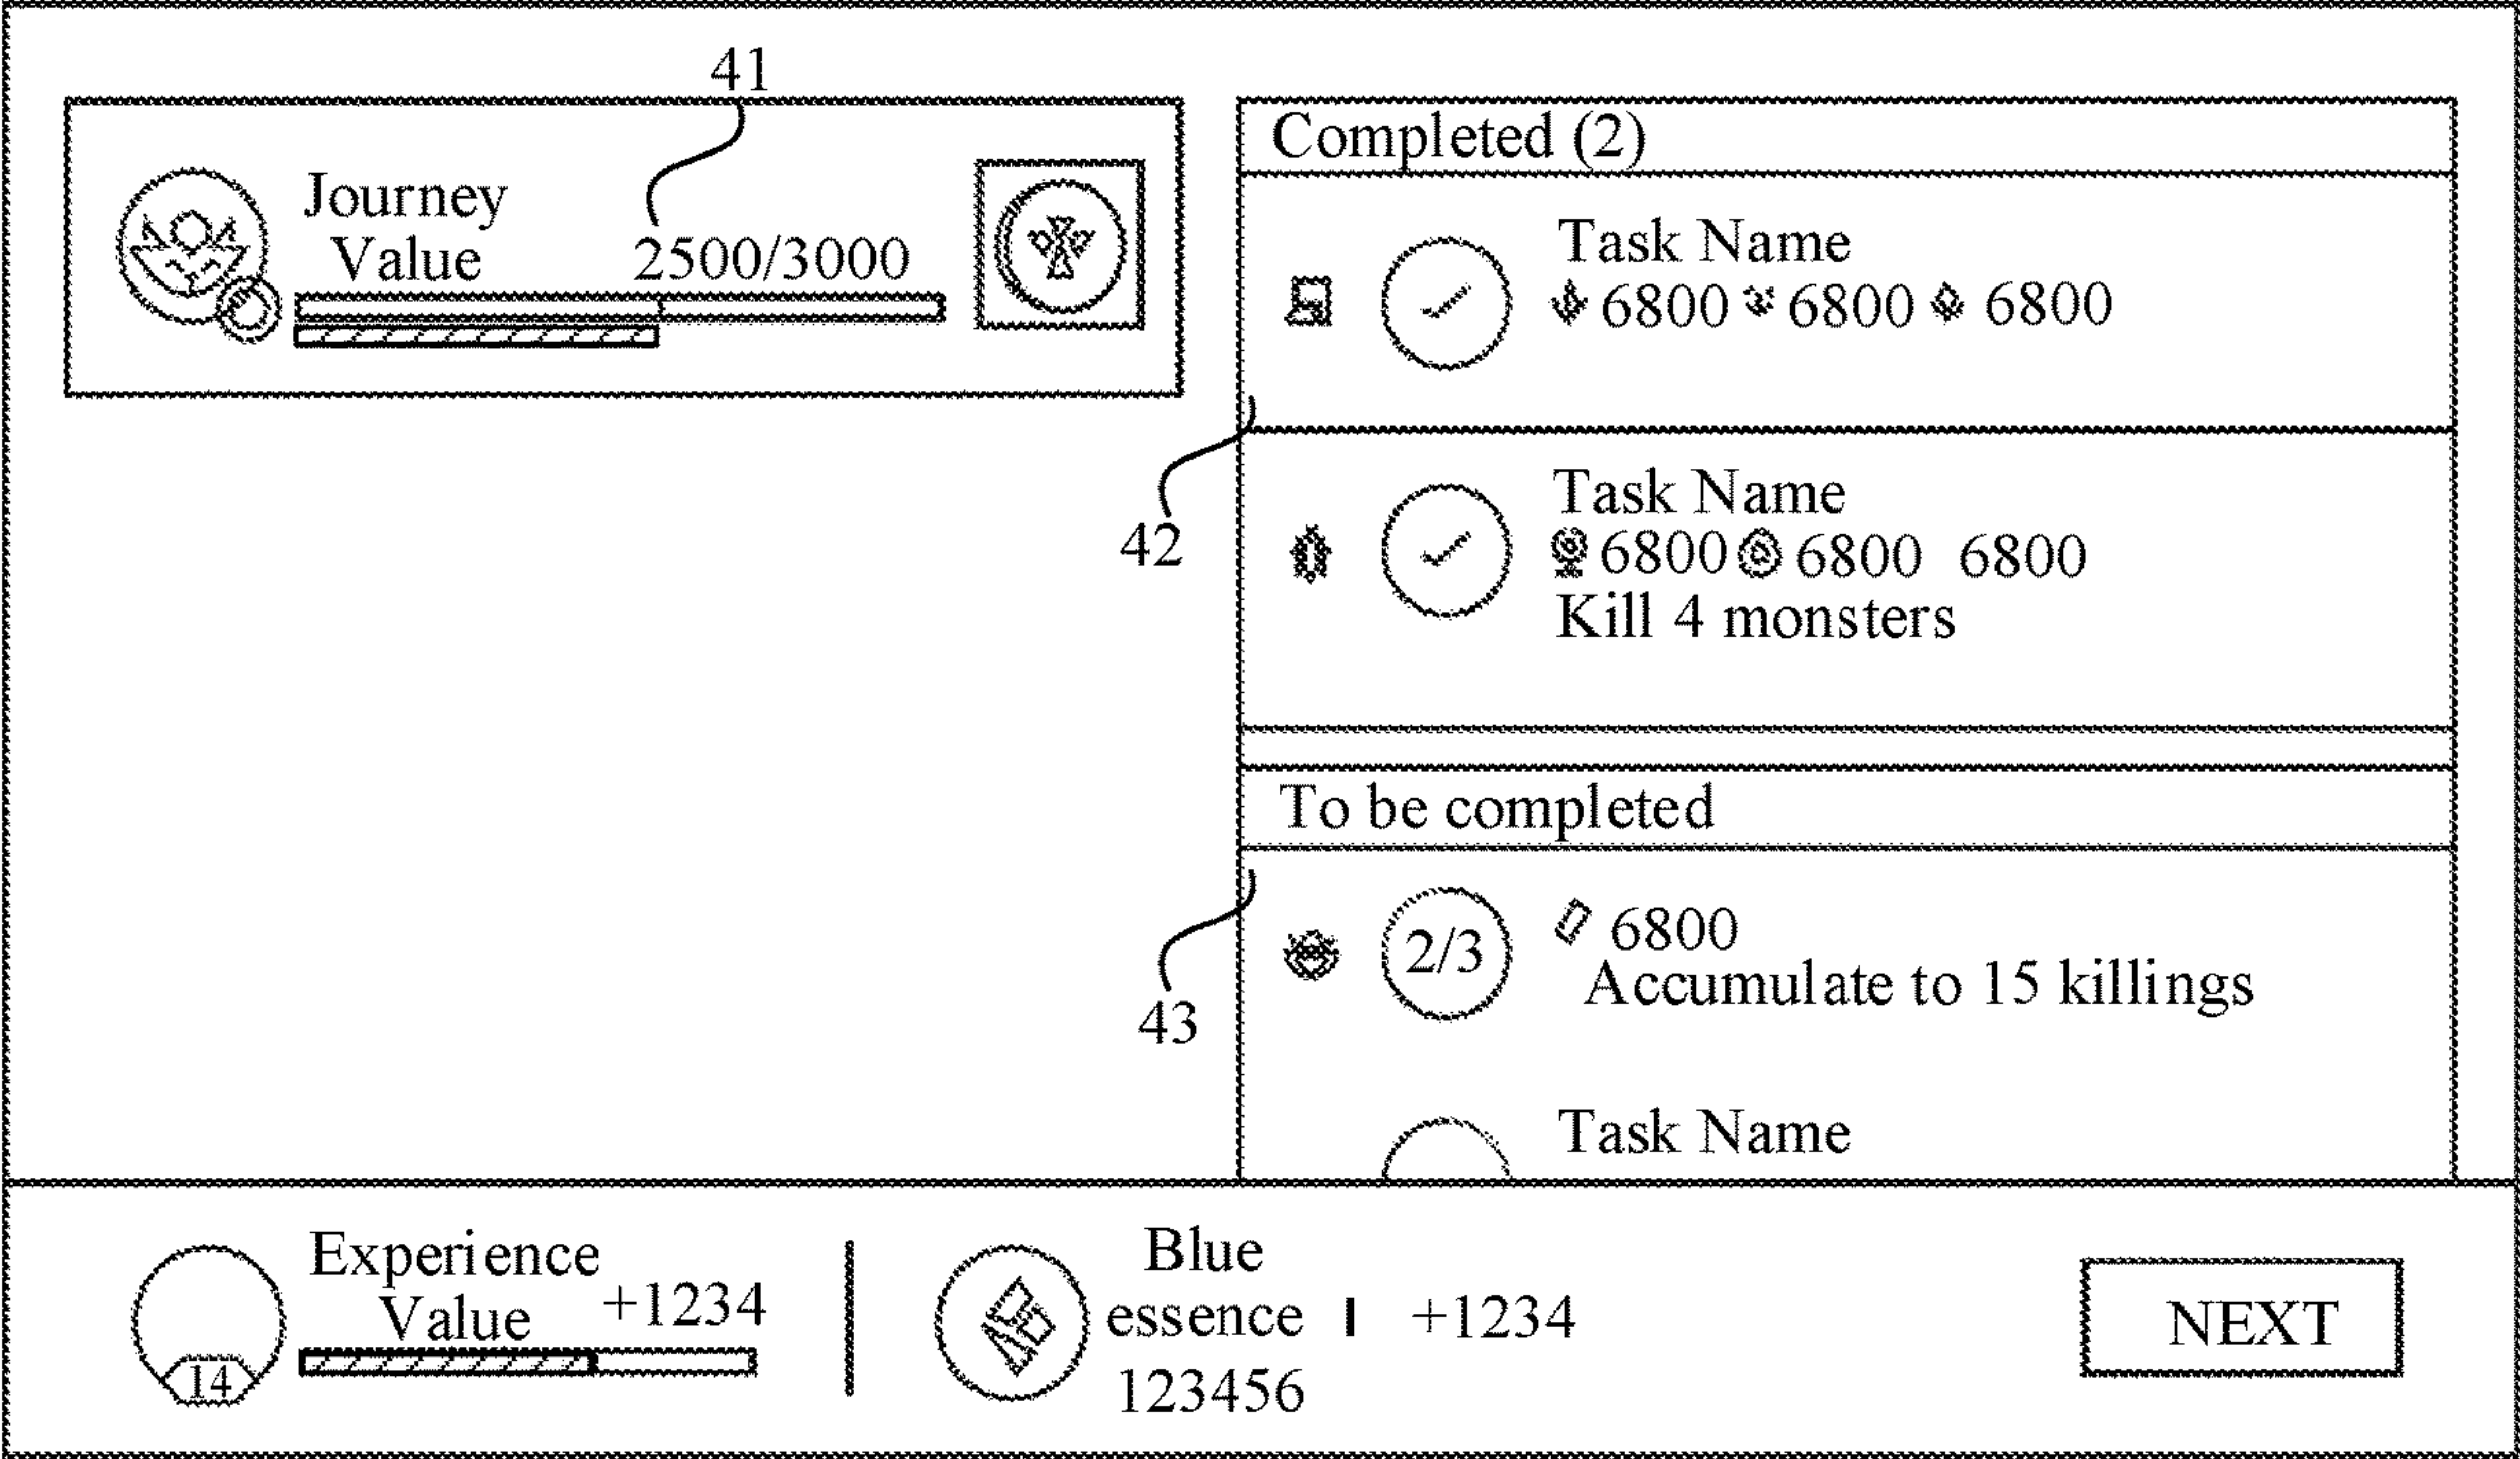 41
Journey
Value 2500/3000
Completed (2)
Task Name
6800 6800 6800
42
Task Name
6800 6800 6800
Kill 4 monsters
To be completed
43
2/3
6800
Accumulate to 15 killings
Task Name
Experience
Value +1234
14
Blue
essence +1234
123456
NEXT